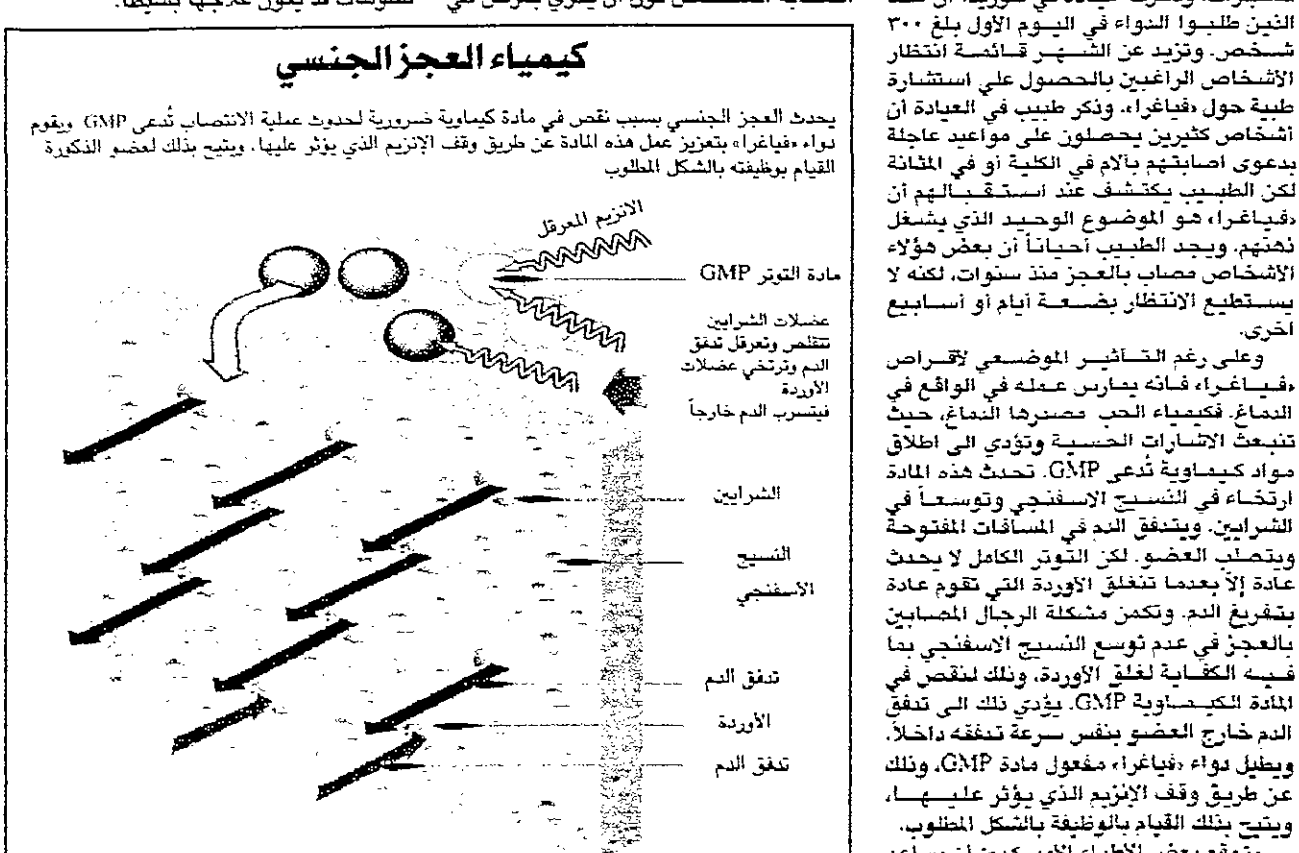 الذين طلبوا الدواء في اليوم الأول بلغ ٣٠٠
شخص. وتزيد عن الشهر قائمة انتظار
الأشخاص الراغبين بالحصول على استشارة
طبية حول «فياغرا». وذكر طبيب في العيادة أن
أشخاص كثيرين يحصلون على مواعيد عاجلة
بدعوى اصابتهم بآلام في الكلية أو في المثانة
لكن الطبيب يكتشف عند استقبالهم أن
«فياغرا» هو الموضوع الوحيد الذي يشغل
ذهنهم. ويجد الطبيب أحياناً أن بعض هؤلاء
الأشخاص مصاب بالعجز منذ سنوات، لكنه لا
يستطيع الانتظار بضعة أيام أو أسابيع
اخرى.
وعلى رغم التأثير الموضعي لأقراص
«فياغرا» فانه يمارس عمله في الواقع في
الدماغ. فكيمياء الحب مصدرها الدماغ، حيث
تنبعث الاشارات الحسية وتؤدي الى اطلاق
مواد كيماوية تُدعى GMP. تحدث هذه المادة
ارتخاء في النسيج الاسفنجي وتوسعاً في
الشرايين. ويتدفق الدم في المسافات المفتوحة
ويتصلب العضو. لكن التوتر الكامل لا يحدث
عادة إلاّ بعدما تنغلق الأوردة التي تقوم عادة
بتفريغ الدم. وتكمن مشكلة الرجال المصابين
بالعجز في عدم توسع النسيج الاسفنجي بما
فيه الكفاية لغلق الأوردة، وذلك لنقص في
المادة الكيماوية GMP. يؤدي ذلك الى تدفق
الدم خارج العضو بنفس سرعة تدفقه داخلاً.
ويطيل دواء «فياغرا» مفعول مادة GMP، وذلك
عن طريق وقف الإنزيم الذي يؤثر عليها،
ويتيح بذلك القيام بالوظيفة بالشكل المطلوب.
كيمياء العجز الجنسي
يحدث العجز الجنسي بسبب نقص في مادة كيماوية ضرورية لحدوث عملية الانتصاب تُدعى GMP ويقوم
دواء «فياغرا» بتعزيز عمل هذه المادة عن طريق وقف الإنزيم الذي يؤثر عليها. ويتيح بذلك لعضو الذكورة
القيام بوظيفته بالشكل المطلوب
الانزيم المعرقل
مادة التوتر GMP
عضلات الشرايين
تتقلص وتعرقل تدفق
الدم وترتخي عضلات
الأوردة
فيتسرب الدم خارجاً
الشرايين
النسيج
الاسفنجي
تدفق الدم
الأوردة
تدفق الدم